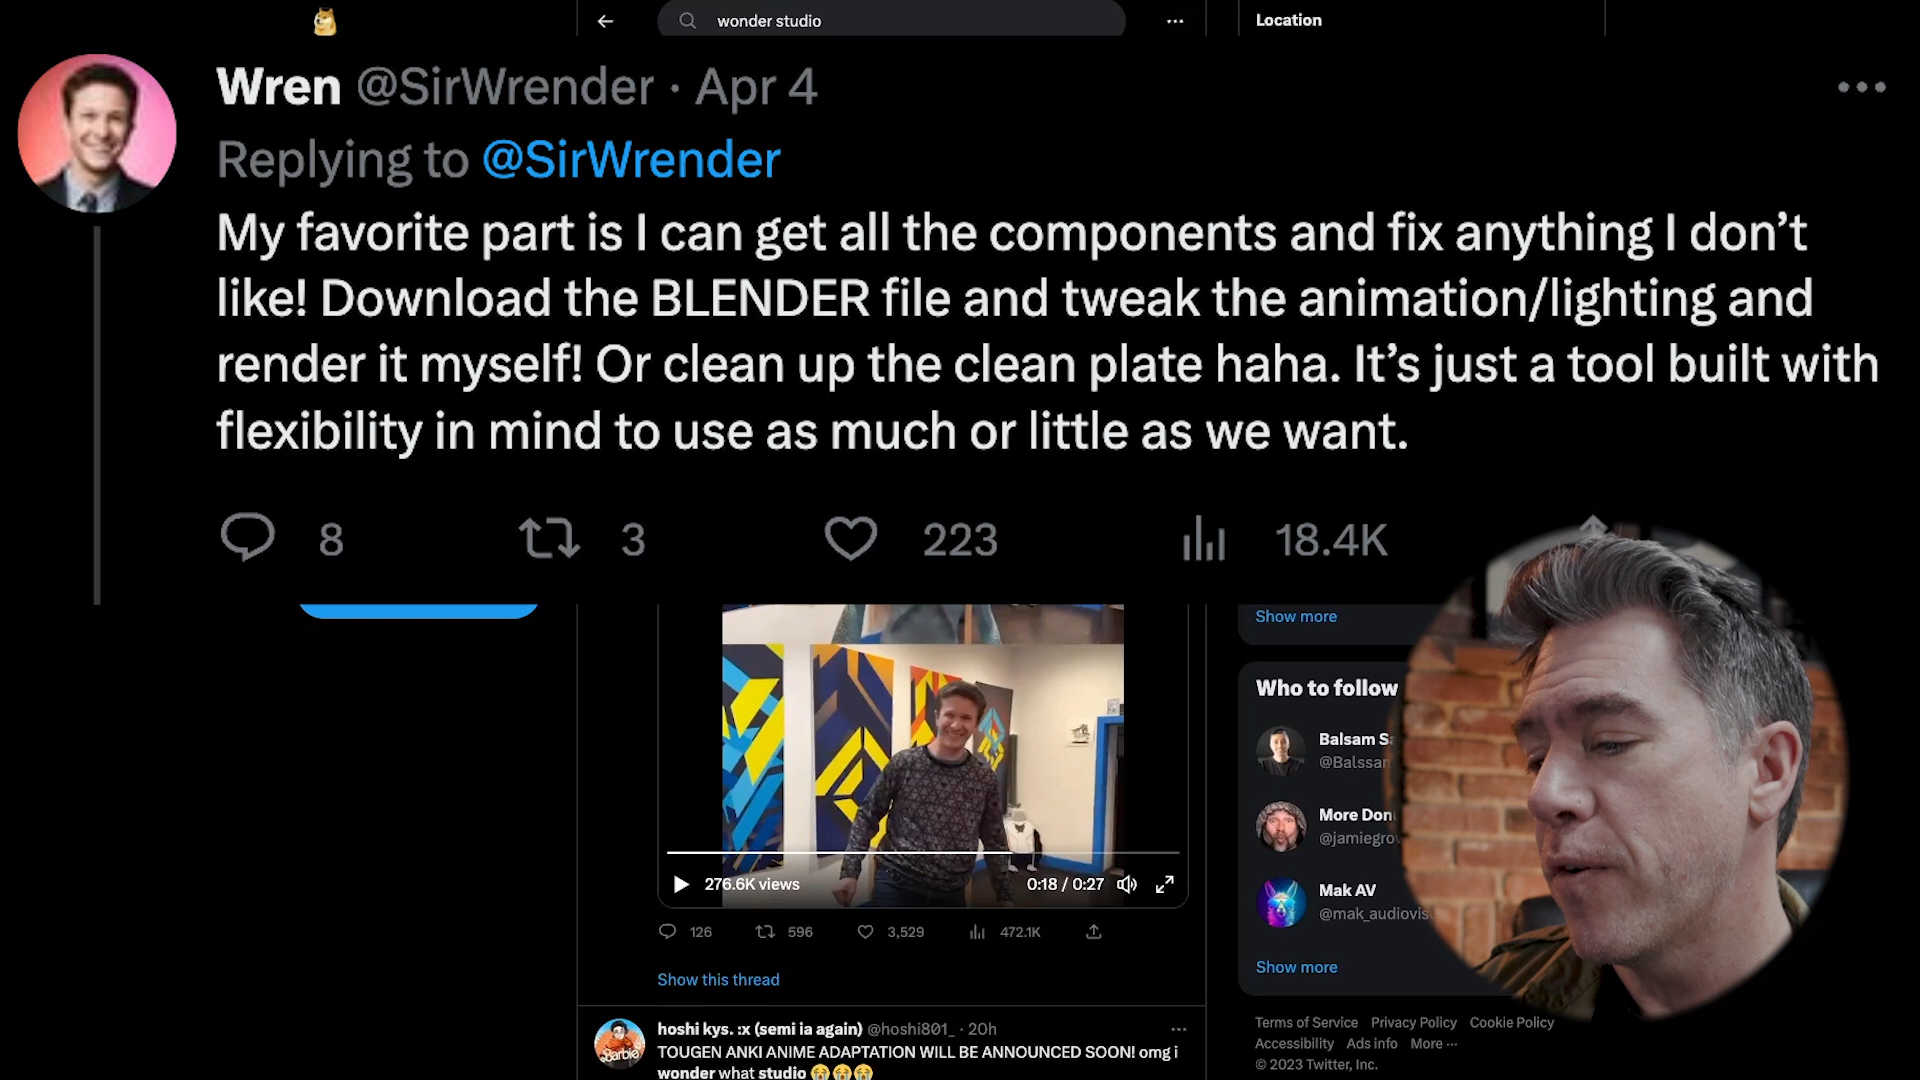 wonder studio
Location
Wren @SirWrender · Apr 4
Replying to @SirWrender
My favorite part is I can get all the components and fix anything I don’t
like! Download the BLENDER file and tweak the animation/lighting and
render it myself! Or clean up the clean plate haha. It’s just a tool built with
flexibility in mind to use as much or little as we want.
8 3 223 18.4K
276.6K views 0:18 / 0:27
126 596 3,529 472.1K
Show this thread
hoshi kys. :x (semi ia again) @hoshi801_ · 20h
TOUGEN ANKI ANIME ADAPTATION WILL BE ANNOUNCED SOON! omg i
wonder what studio 😭😭😭
Show more
Who to follow
Balsam
@Balssam
More Don
@jamiegro
Mak AV
@mak_audiovis
Show more
Terms of Service Privacy Policy Cookie Policy
Accessibility Ads info More ···
© 2023 Twitter, Inc.
Barbie